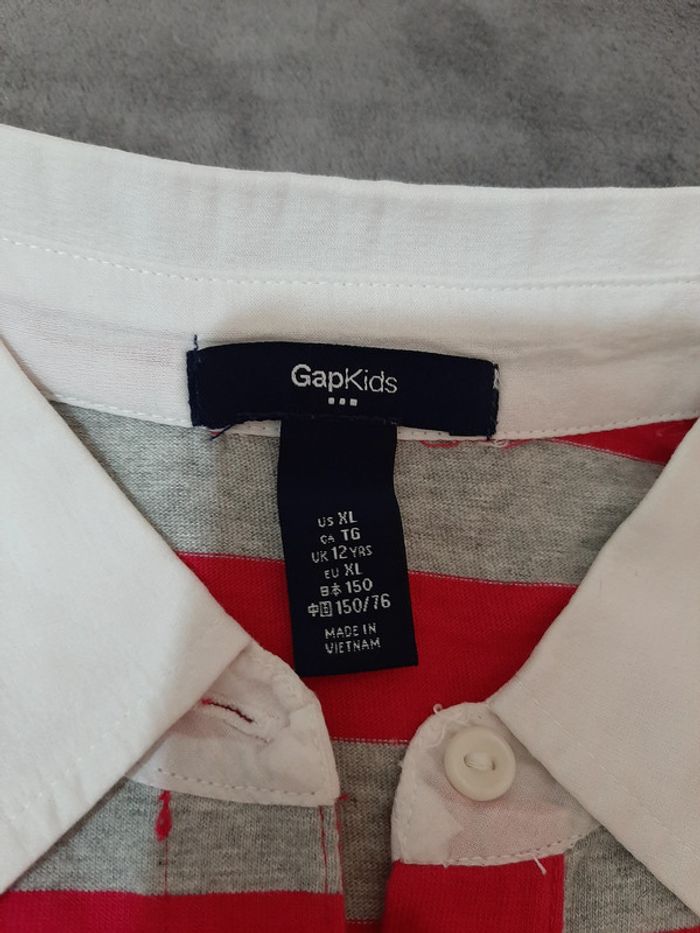 GapKids
US XL
CA TG
UK 12 YRS
EU XL
日本 150
中国 150/76
MADE IN
VIETNAM